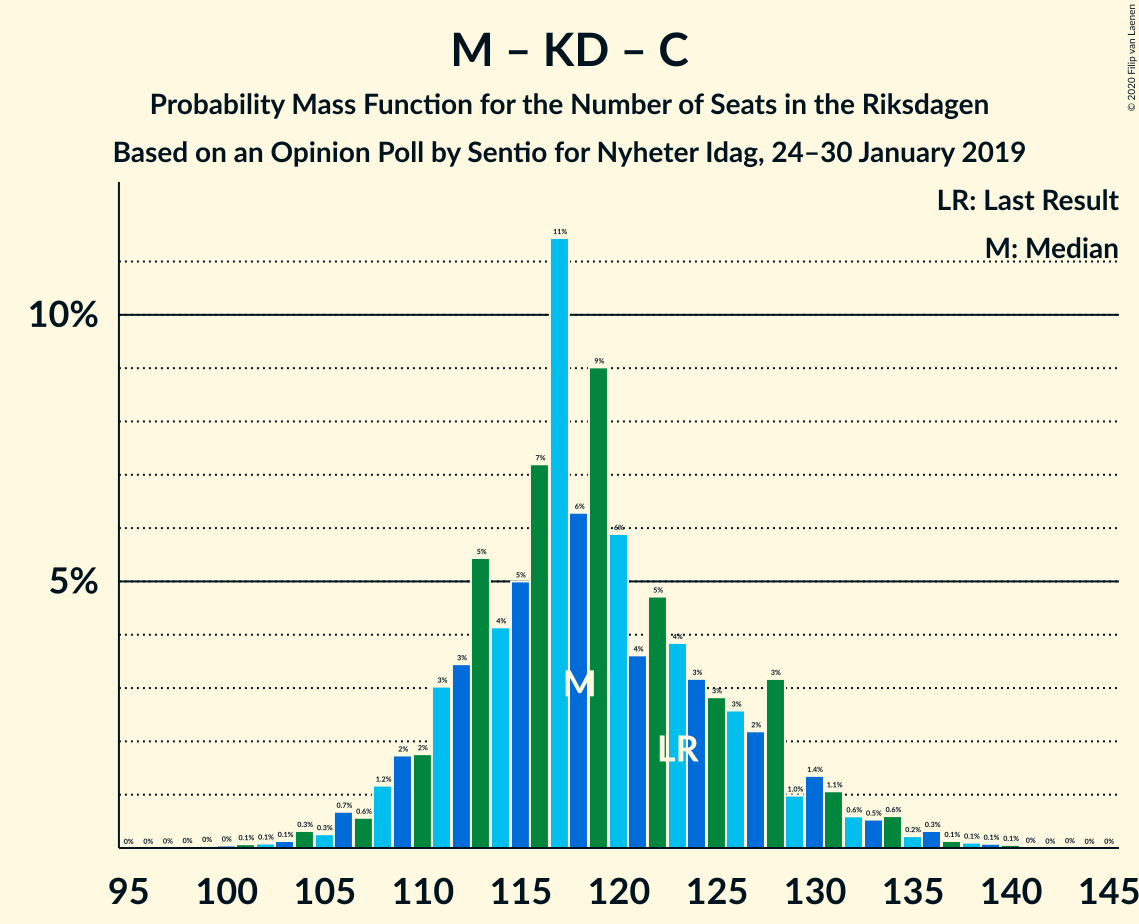 M – KD – C
Probability Mass Function for the Number of Seats in the Riksdagen
Based on an Opinion Poll by Sentio for Nyheter Idag, 24–30 January 2019
© 2020 Filip van Laenen
LR: Last Result
M: Median
10%
5%
0% 0% 0% 0% 0% 0% 0.1% 0.1% 0.1% 0.3% 0.3% 0.7% 0.6% 1.2% 2% 2% 3% 3% 5% 4% 5% 7% 11% 6% 9% 6% 4% 5% 4% 3% 3% 3% 2% 3% 1.0% 1.4% 1.1% 0.6% 0.5% 0.6% 0.2% 0.3% 0.1% 0.1% 0.1% 0.1% 0% 0% 0% 0% 0%
M
LR
95 100 105 110 115 120 125 130 135 140 145